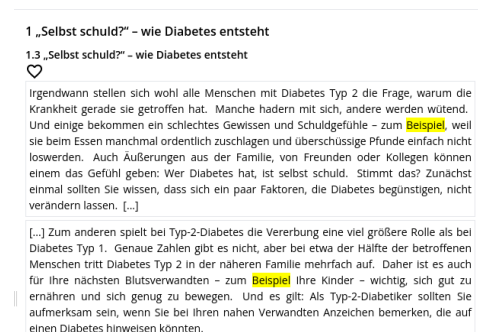 1 „Selbst schuld?“ – wie Diabetes entsteht
1.3 „Selbst schuld?“ – wie Diabetes entsteht
Irgendwann stellen sich wohl alle Menschen mit Diabetes Typ 2 die Frage, warum die
Krankheit gerade sie getroffen hat. Manche hadern mit sich, andere werden wütend.
Und einige bekommen ein schlechtes Gewissen und Schuldgefühle – zum Beispiel, weil
sie beim Essen manchmal ordentlich zuschlagen und überschüssige Pfunde einfach nicht
loswerden. Auch Äußerungen aus der Familie, von Freunden oder Kollegen können
einem das Gefühl geben: Wer Diabetes hat, ist selbst schuld. Stimmt das? Zunächst
einmal sollten Sie wissen, dass sich ein paar Faktoren, die Diabetes begünstigen, nicht
verändern lassen. [...]
[...] Zum anderen spielt bei Typ-2-Diabetes die Vererbung eine viel größere Rolle als bei
Diabetes Typ 1. Genaue Zahlen gibt es nicht, aber bei etwa der Hälfte der betroffenen
Menschen tritt Diabetes Typ 2 in der näheren Familie mehrfach auf. Daher ist es auch
für Ihre nächsten Blutsverwandten – zum Beispiel Ihre Kinder – wichtig, sich gut zu
ernähren und sich genug zu bewegen. Und es gilt: Als Typ-2-Diabetiker sollten Sie
aufmerksam sein, wenn Sie bei Ihren nahen Verwandten Anzeichen bemerken, die auf
einen Diabetes hinweisen könnten.